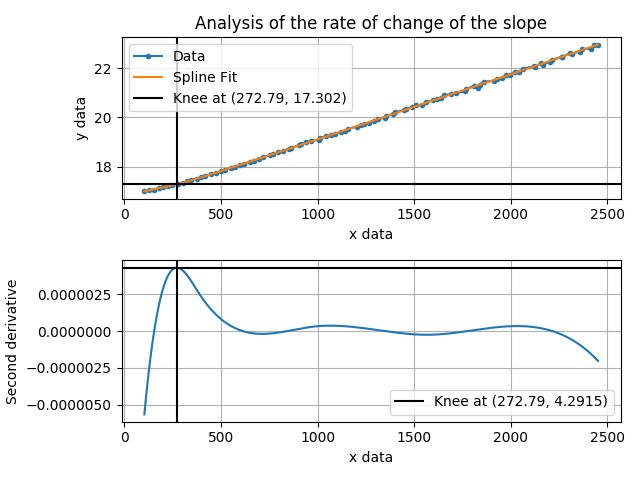 Analysis of the rate of change of the slope
Data
Spline Fit
Knee at (272.79, 17.302)
22
20
18
y data
0 500 1000 1500 2000 2500
x data
0.0000025
0.0000000
−0.0000025
−0.0000050
Second derivative
Knee at (272.79, 4.2915)
0 500 1000 1500 2000 2500
x data